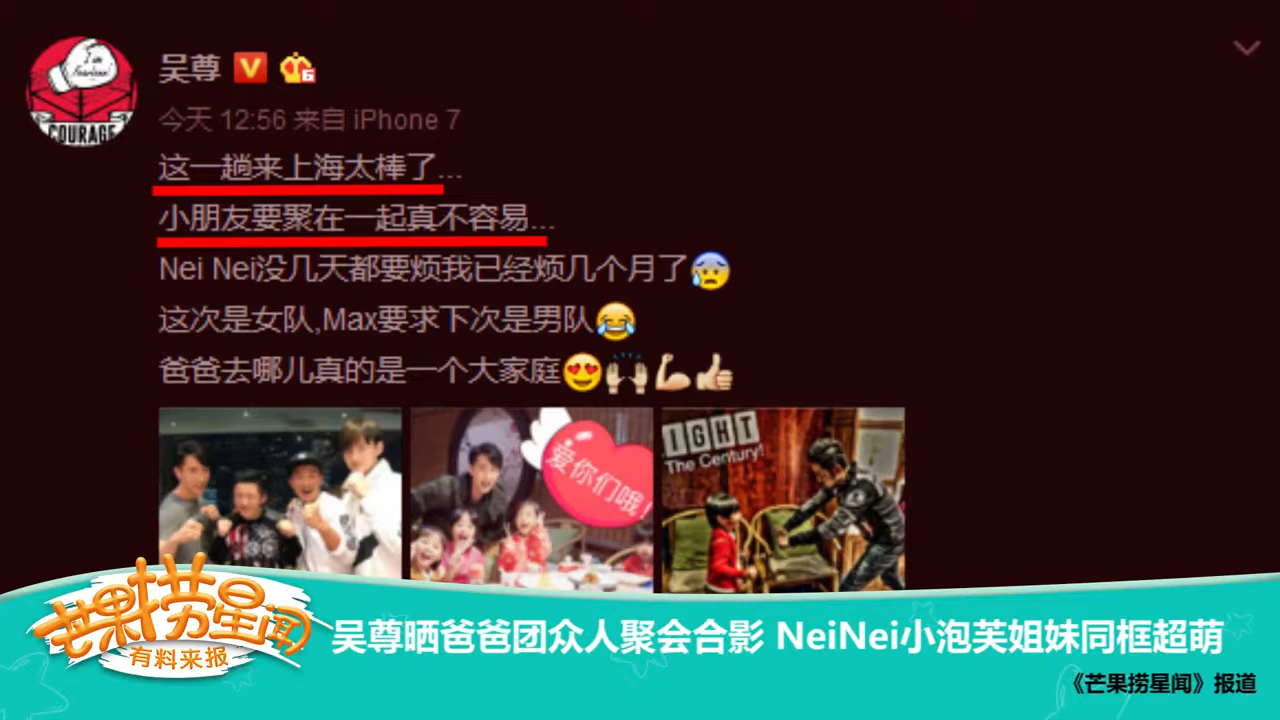 I'm Fearless!
COURAGE
吴尊 V 6
今天 12:56 来自 iPhone 7
这一趟来上海太棒了...
小朋友要聚在一起真不容易...
Nei Nei没几天都要烦我已经烦几个月了😰
这次是女队,Max要求下次是男队😂
爸爸去哪儿真的是一个大家庭😍🙌💪👍
爱你们哦!
IGHT
The Century!
芒果捞星闻
有料来报
吴尊晒爸爸团众人聚会合影 NeiNei小泡芙姐妹同框超萌
《芒果捞星闻》报道